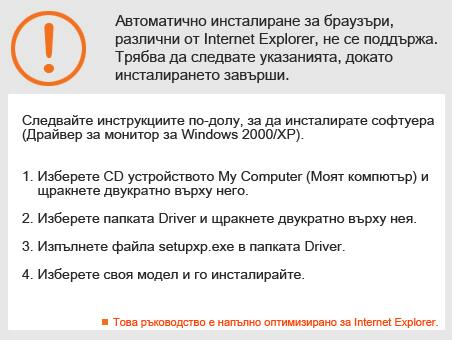 Автоматично инсталиране за браузъри,
различни от Internet Explorer, не се поддържа.
Трябва да следвате указанията, докато
инсталирането завърши.
Следвайте инструкциите по-долу, за да инсталирате софтуера
(Драйвер за монитор за Windows 2000/XP).
1. Изберете CD устройството My Computer (Моят компютър) и
щракнете двукратно върху него.
2. Изберете папката Driver и щракнете двукратно върху нея.
3. Изпълнете файла setupxp.exe в папката Driver.
4. Изберете своя модел и го инсталирайте.
Това ръководство е напълно оптимизирано за Internet Explorer.